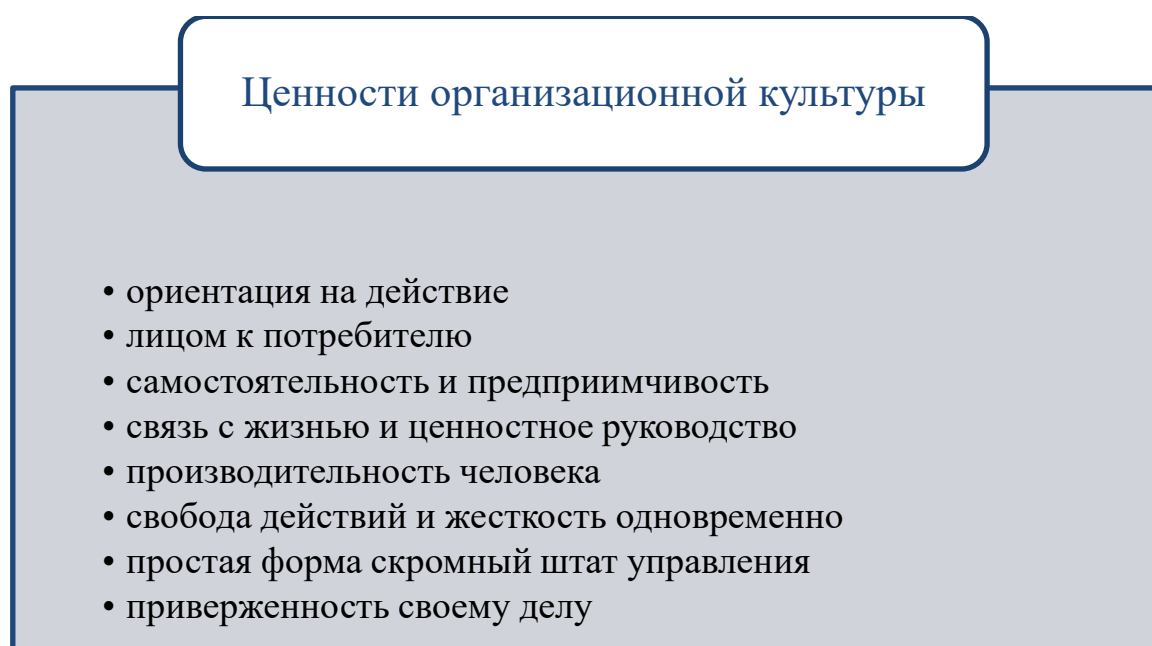 Ценности организационной культуры
• ориентация на действие
• лицом к потребителю
• самостоятельность и предприимчивость
• связь с жизнью и ценностное руководство
• производительность человека
• свобода действий и жесткость одновременно
• простая форма скромный штат управления
• приверженность своему делу